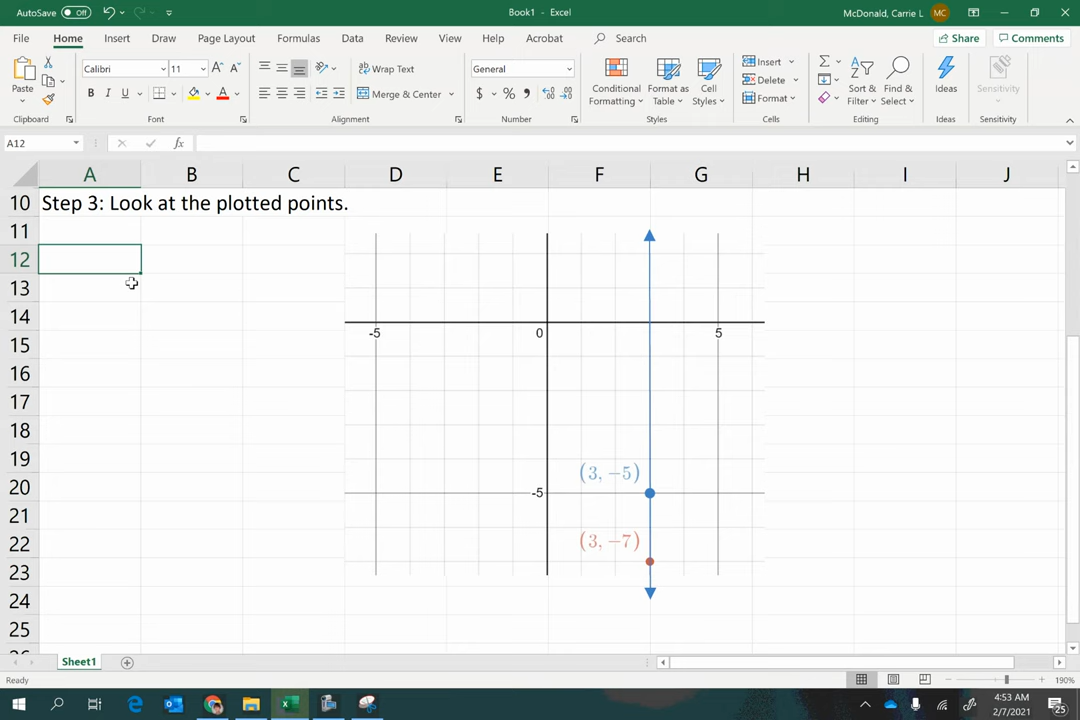 AutoSave Off
Book1 - Excel
McDonald, Carrie L MC
File Home Insert Draw Page Layout Formulas Data Review View Help Acrobat Search Share Comments
Paste
Calibri 11 A^ A˅
Wrap Text
General
Insert
B I U A
Merge & Center
$ % , 
Conditional Formatting
Format as Table
Cell Styles
Delete
Format
Sort & Filter
Find & Select
Ideas
Sensitivity
Clipboard Font Alignment Number Styles Cells Editing Ideas Sensitivity
A12 fx
A B C D E F G H I J
10 Step 3: Look at the plotted points.
11
12
13
14
-5 0 5
15
16
17
18
19
(3, −5)
20
-5
21
22
(3, −7)
23
24
25
Sheet1
Ready
190%
4:53 AM
2/7/2021
25